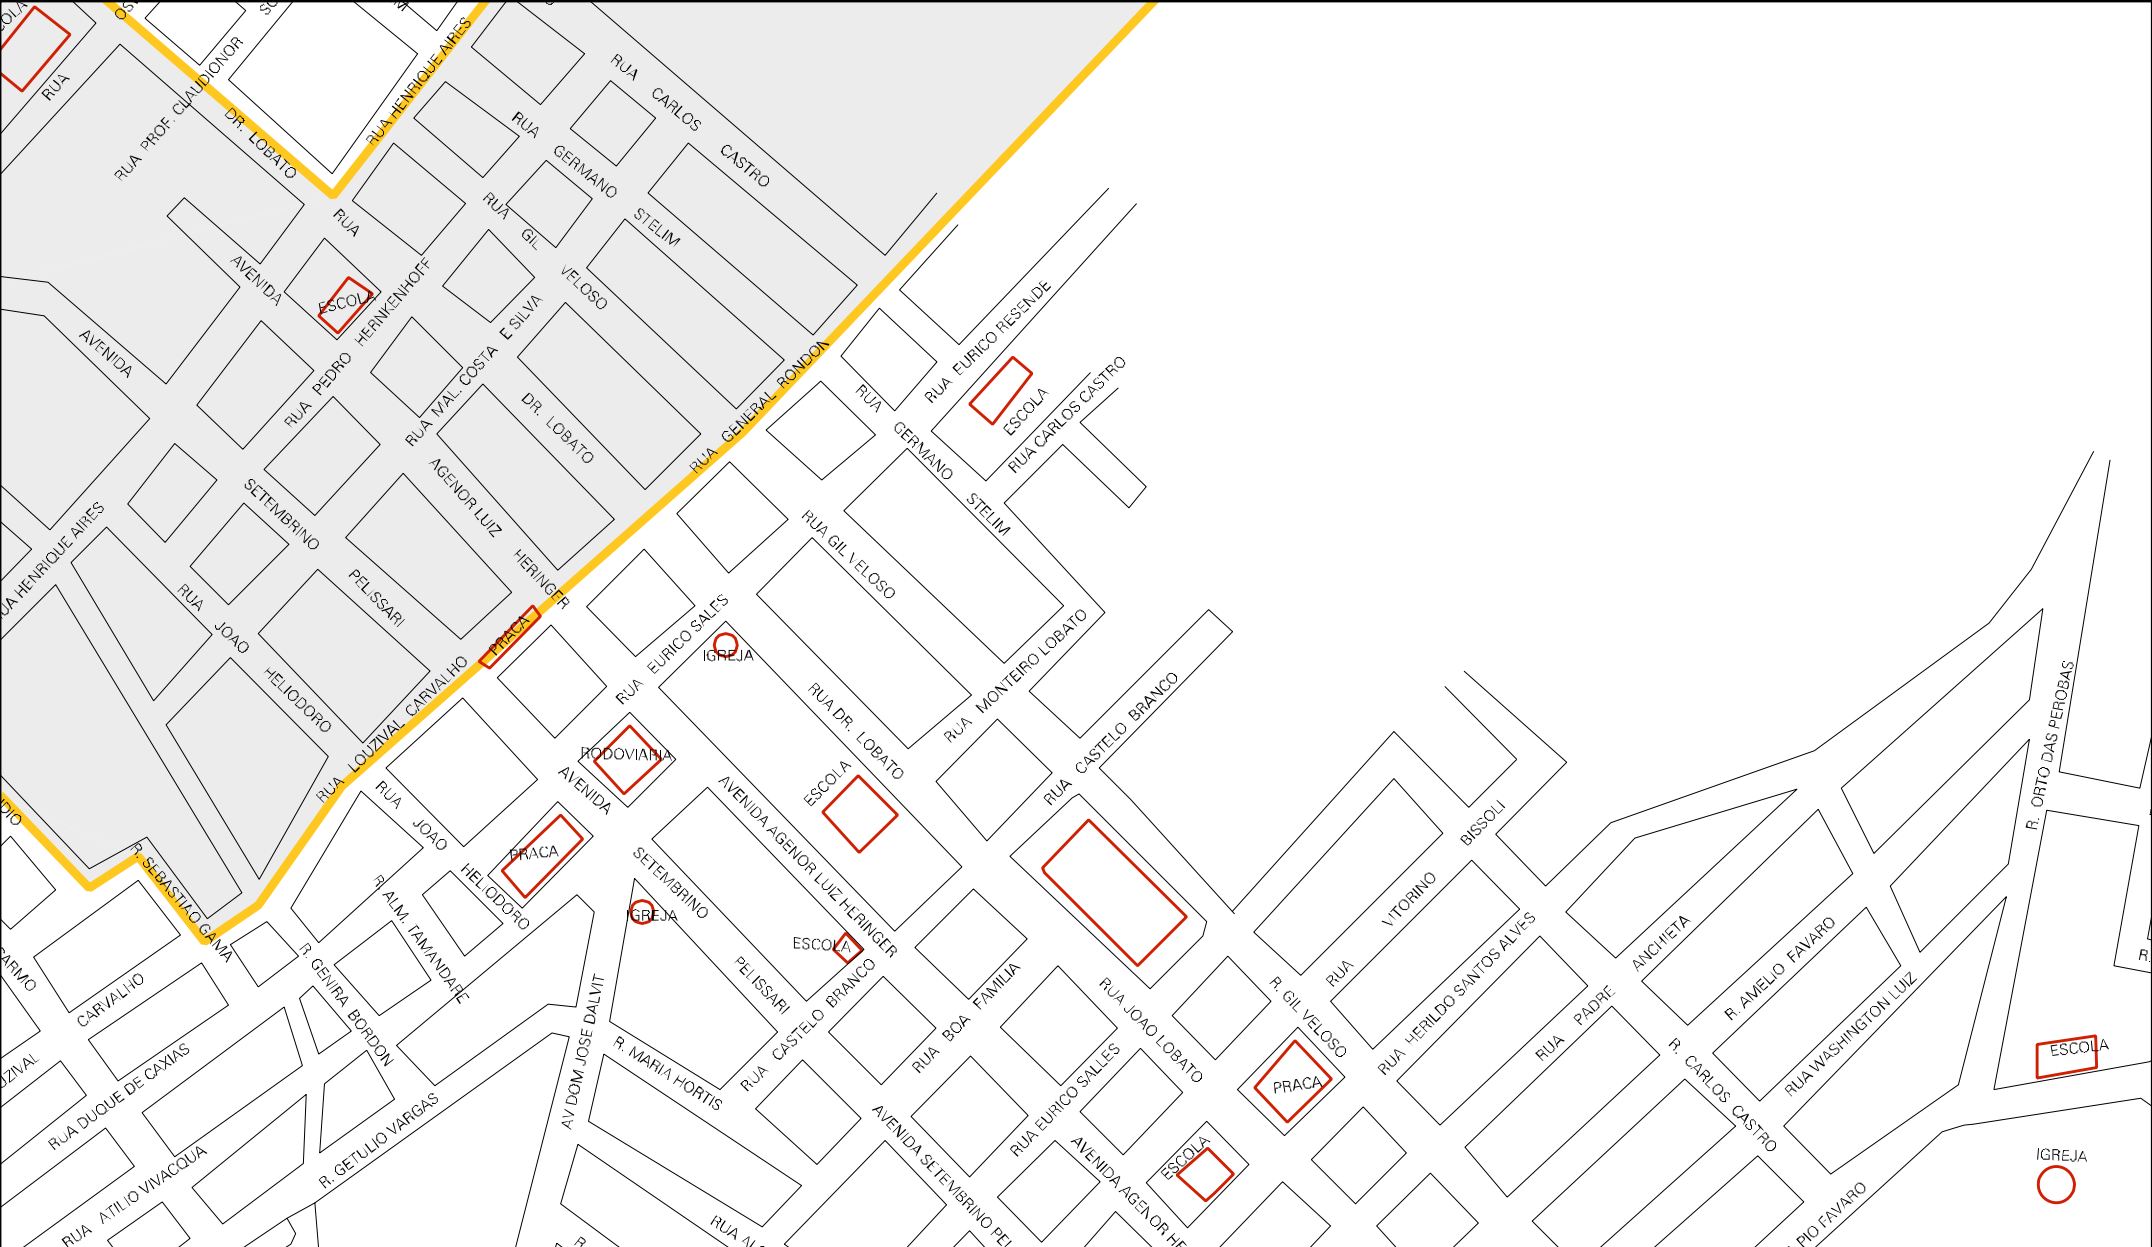 RUA
RUA PROF. CLAUDIONOR
DR. LOBATO
RUA HENRIQUE AIRES
RUA
CARLOS
CASTRO
RUA
GERMANO
STELIM
RUA
GIL
VELOSO
RUA
AVENIDA
ESCOLA
RUA PEDRO HERNKENHOFF
RUA MAL. COSTA E SILVA
AVENIDA
DR. LOBATO
AGENOR LUIZ
HERINGER
RUA GENERAL RONDON
SETEMBRINO
PELISSARI
RUA
JOAO
HELIODORO
PRACA
RUA LOUZIVAL CARVALHO
RUA EURICO RESENDE
ESCOLA
RUA CARLOS CASTRO
RUA
GERMANO
STELIM
RUA GIL VELOSO
RUA EURICO SALES
IGREJA
RUA MONTEIRO LOBATO
RUA DR. LOBATO
RUA CASTELO BRANCO
RODOVIARIA
AVENIDA
ESCOLA
AVENIDA AGENOR LUIZ HERINGER
RUA
JOAO
HELIODORO
PRACA
SETEMBRINO
PELISSARI
IGREJA
ESCOLA
R. SEBASTIAO GAMA
R. ALM. TAMANDARE
R. GENIRA BORDON
CARVALHO
RUA DUQUE DE CAXIAS
RUA ATILIO VIVACQUA
R. GETULIO VARGAS
AV DOM JOSE DALVIT
R. MARIA HORTIS
RUA CASTELO BRANCO
RUA BOA FAMILIA
RUA JOAO LOBATO
RUA EURICO SALLES
AVENIDA SETEMBRINO
AVENIDA AGENOR
ESCOLA
PRACA
R. GIL VELOSO
RUA
VITORINO
BISSOLI
RUA HERILDO SANTOS ALVES
RUA
PADRE
ANCHIETA
R. AMELIO FAVARO
RUA WASHINGTON LUIZ
R. CARLOS CASTRO
R. ORTO DAS PEROBAS
ESCOLA
IGREJA
PIO FAVARO